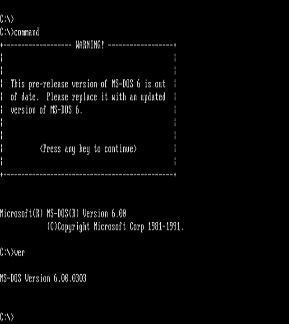 C:\>
C:\>command
WARNING!
This pre-release version of MS-DOS 6 is out
of date. Please replace it with an updated
version of MS-DOS 6.
(Press any key to continue)
Microsoft(R) MS-DOS(R) Version 6.00
(C)Copyright Microsoft Corp 1981-1991.
C:\>ver
MS-DOS Version 6.00.0303
C:\>